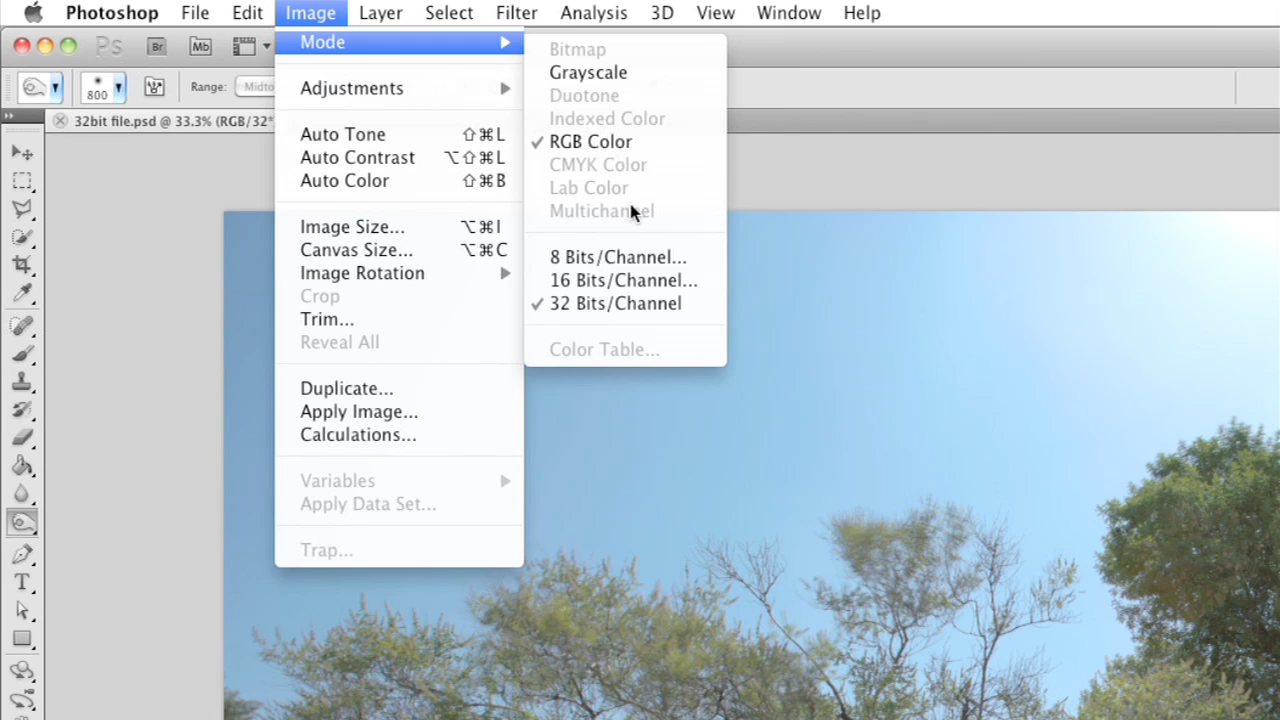 Photoshop File Edit Image Layer Select Filter Analysis 3D View Window Help
Ps Br Mb
800 Range:
32bit file.psd @ 33.3% (RGB/32*
Mode
Adjustments
Auto Tone ⇧⌘L
Auto Contrast ⌥⇧⌘L
Auto Color ⇧⌘B
Image Size... ⌥⌘I
Canvas Size... ⌥⌘C
Image Rotation
Crop
Trim...
Reveal All
Duplicate...
Apply Image...
Calculations...
Variables
Apply Data Set...
Trap...
Bitmap
Grayscale
Duotone
Indexed Color
✓ RGB Color
CMYK Color
Lab Color
Multichannel
8 Bits/Channel...
16 Bits/Channel...
✓ 32 Bits/Channel
Color Table...
T